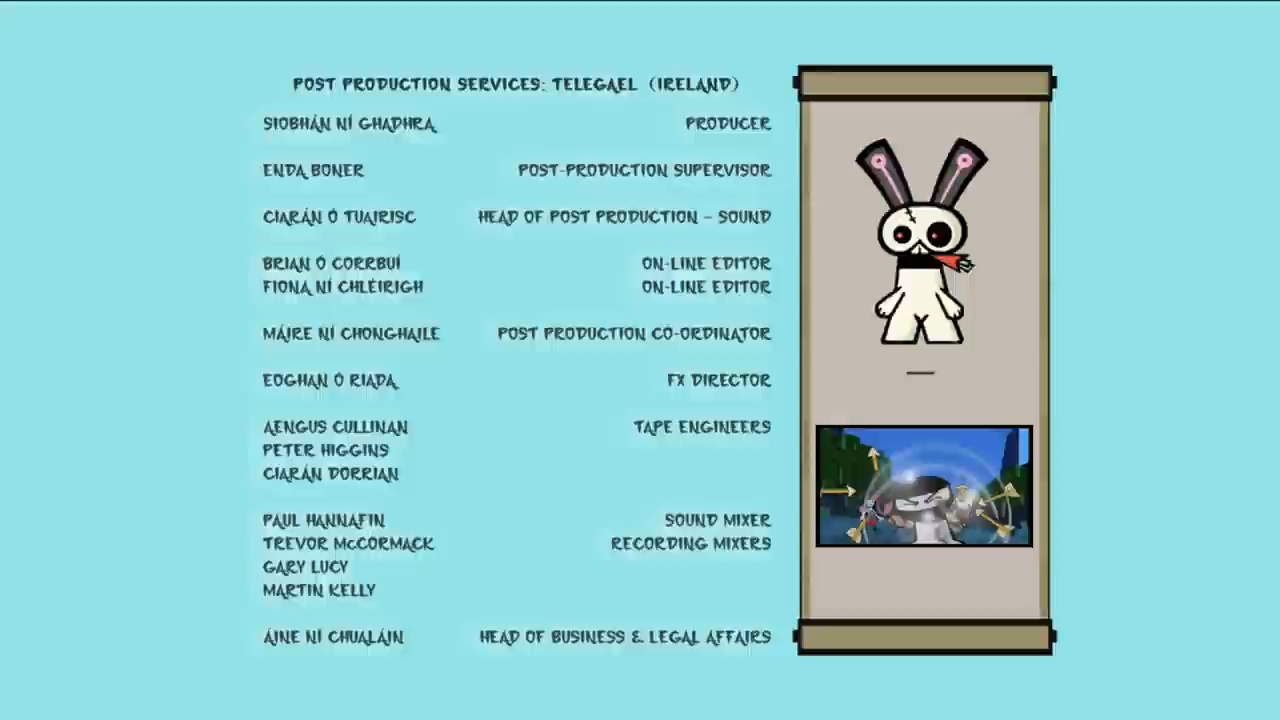 POST PRODUCTION SERVICES: TELEGAEL (IRELAND)
SIOBHÁN NÍ GHADHRA PRODUCER
ENDA BONER POST-PRODUCTION SUPERVISOR
CIARÁN Ó TUAIRISC HEAD OF POST PRODUCTION – SOUND
BRIAN Ó CORRBUÍ ON-LINE EDITOR
FIONA NÍ CHLÉIRIGH ON-LINE EDITOR
MÁIRE NÍ CHONGHAILE POST PRODUCTION CO-ORDINATOR
EOGHAN Ó RIADA FX DIRECTOR
AENGUS CULLINAN TAPE ENGINEERS
PETER HIGGINS
CIARÁN DORRIAN
PAUL HANNAFIN SOUND MIXER
TREVOR McCORMACK RECORDING MIXERS
GARY LUCY
MARTIN KELLY
ÁINE NÍ CHUALÁIN HEAD OF BUSINESS & LEGAL AFFAIRS